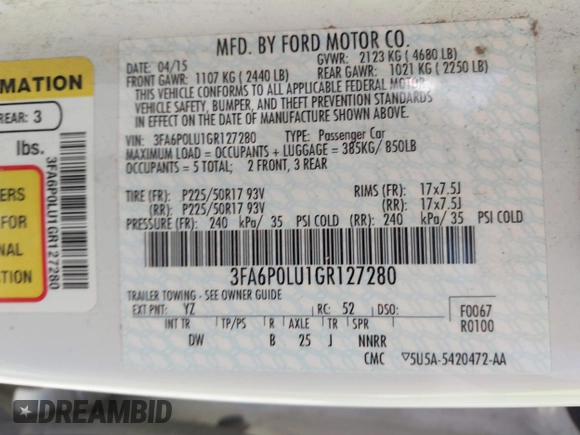 MFD. BY FORD MOTOR CO.
DATE: 04/15
GVWR: 2123 KG ( 4680 LB)
FRONT GAWR: 1107 KG ( 2440 LB)
REAR GAWR: 1021 KG ( 2250 LB)
THIS VEHICLE CONFORMS TO ALL APPLICABLE FEDERAL MOTOR
VEHICLE SAFETY, BUMPER, AND THEFT PREVENTION STANDARDS
IN EFFECT ON THE DATE OF MANUFACTURE SHOWN ABOVE.
VIN: 3FA6P0LU1GR127280 TYPE: Passenger Car
MAXIMUM LOAD = OCCUPANTS + LUGGAGE = 385KG/ 850LB
OCCUPANTS = 5 TOTAL; 2 FRONT, 3 REAR
TIRE (FR): P225/50R17 93V RIMS (FR): 17x7.5J
(RR): P225/50R17 93V (RR): 17x7.5J
PRESSURE (FR): 240 kPa/ 35 PSI COLD (RR): 240 kPa/ 35 PSI COLD
3FA6P0LU1GR127280
TRAILER TOWING - SEE OWNER GUIDE
EXT PNT: YZ RC: 52 DSO:
F0067
R0100
INT TR TP/PS R AXLE TR SPR
DW B 25 J NNRR
CMC ▽5U5A-5420472-AA
MATION
REAR: 3
lbs.
ERS
FOR
NAL
TION
3FA6P0LU1GR127280
DREAMBID